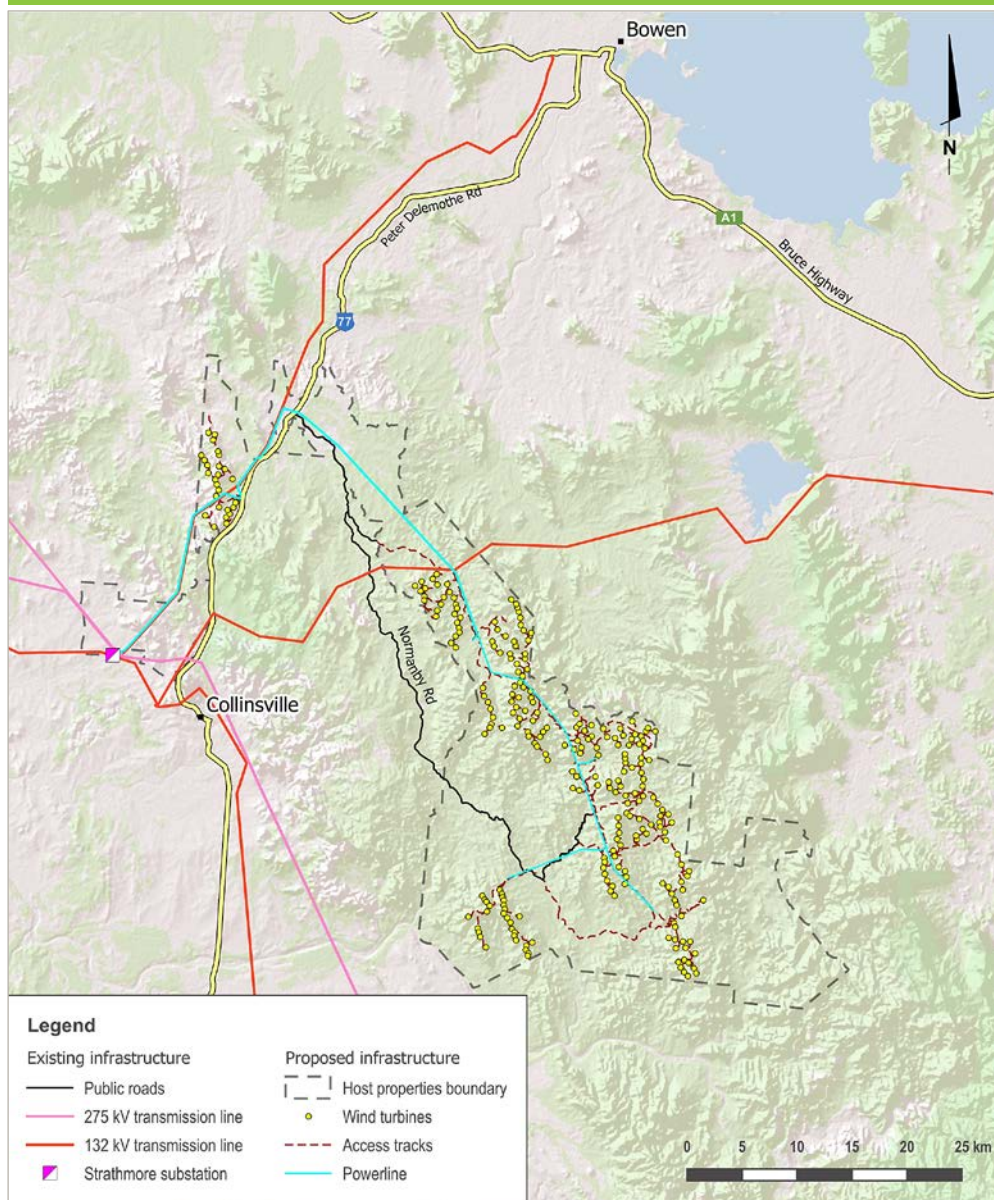 Bowen
N
Peter Delemothe Rd
A1
Bruce Highway
77
Normanby Rd
Collinsville
Legend
Existing infrastructure
Public roads
275 kV transmission line
132 kV transmission line
Strathmore substation
Proposed infrastructure
Host properties boundary
Wind turbines
Access tracks
Powerline
0 5 10 15 20 25 km